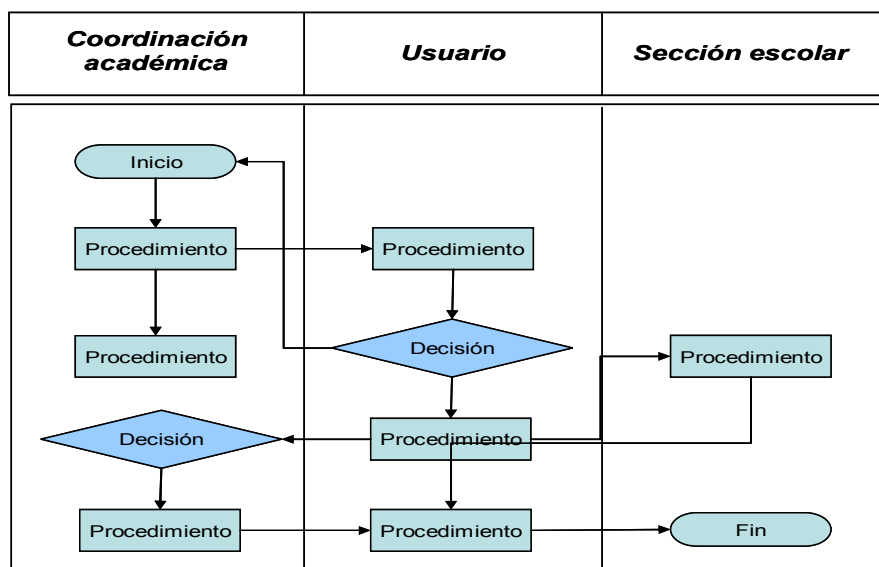 Coordinación
académica
Usuario
Sección escolar
Inicio
Procedimiento
Procedimiento
Procedimiento
Decisión
Procedimiento
Decisión
Procedimiento
Procedimiento
Procedimiento
Fin